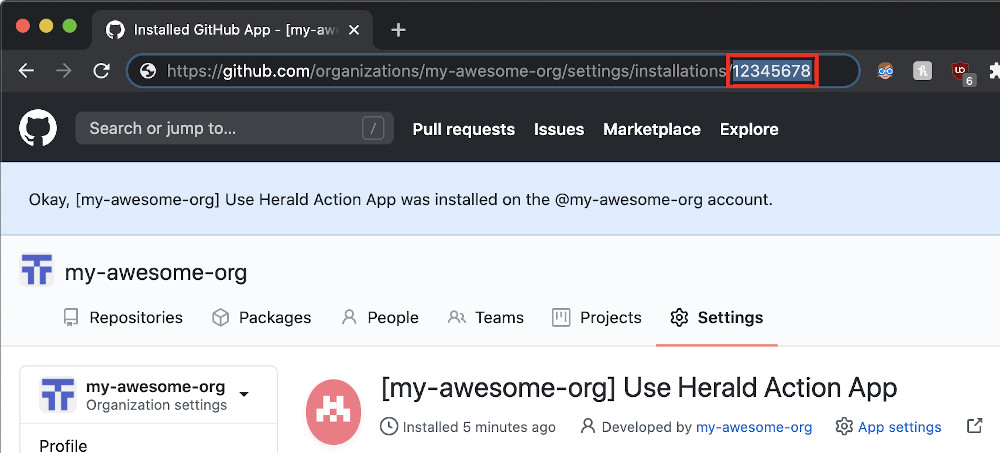 Installed GitHub App - [my-aw
https://github.com/organizations/my-awesome-org/settings/installations/12345678
6
Search or jump to... / Pull requests Issues Marketplace Explore
Okay, [my-awesome-org] Use Herald Action App was installed on the @my-awesome-org account.
my-awesome-org
Repositories Packages People Teams Projects Settings
my-awesome-org
Organization settings
Profile
[my-awesome-org] Use Herald Action App
Installed 5 minutes ago Developed by my-awesome-org App settings